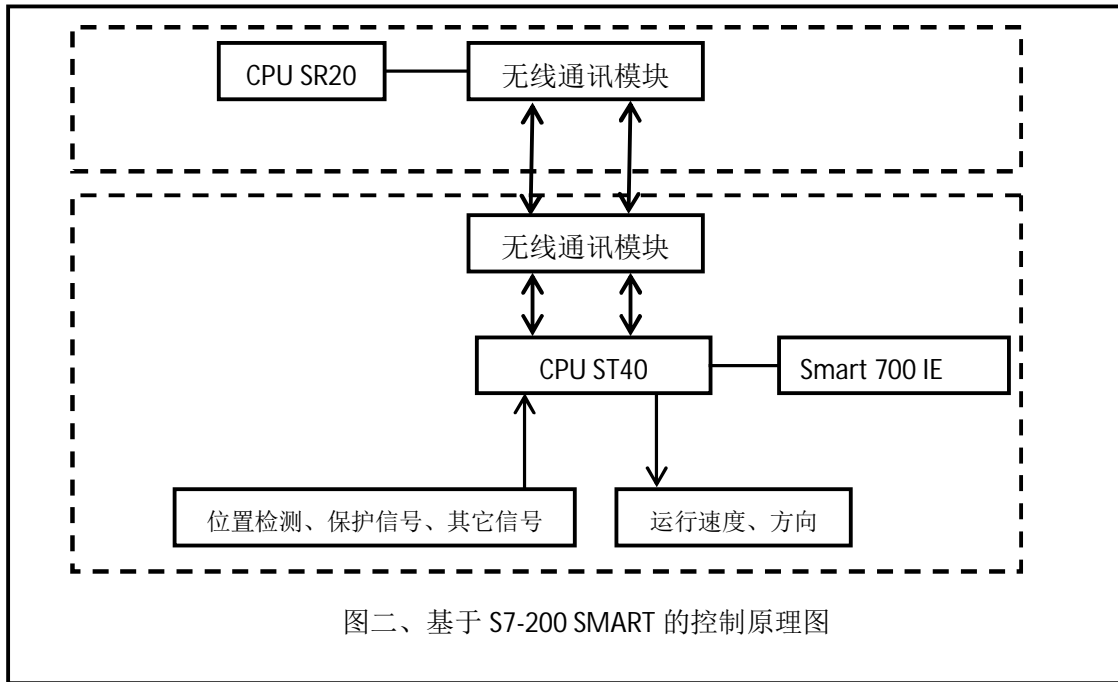 CPU SR20
无线通讯模块
无线通讯模块
CPU ST40
Smart 700 IE
位置检测、保护信号、其它信号
运行速度、方向
图二、基于 S7-200 SMART 的控制原理图